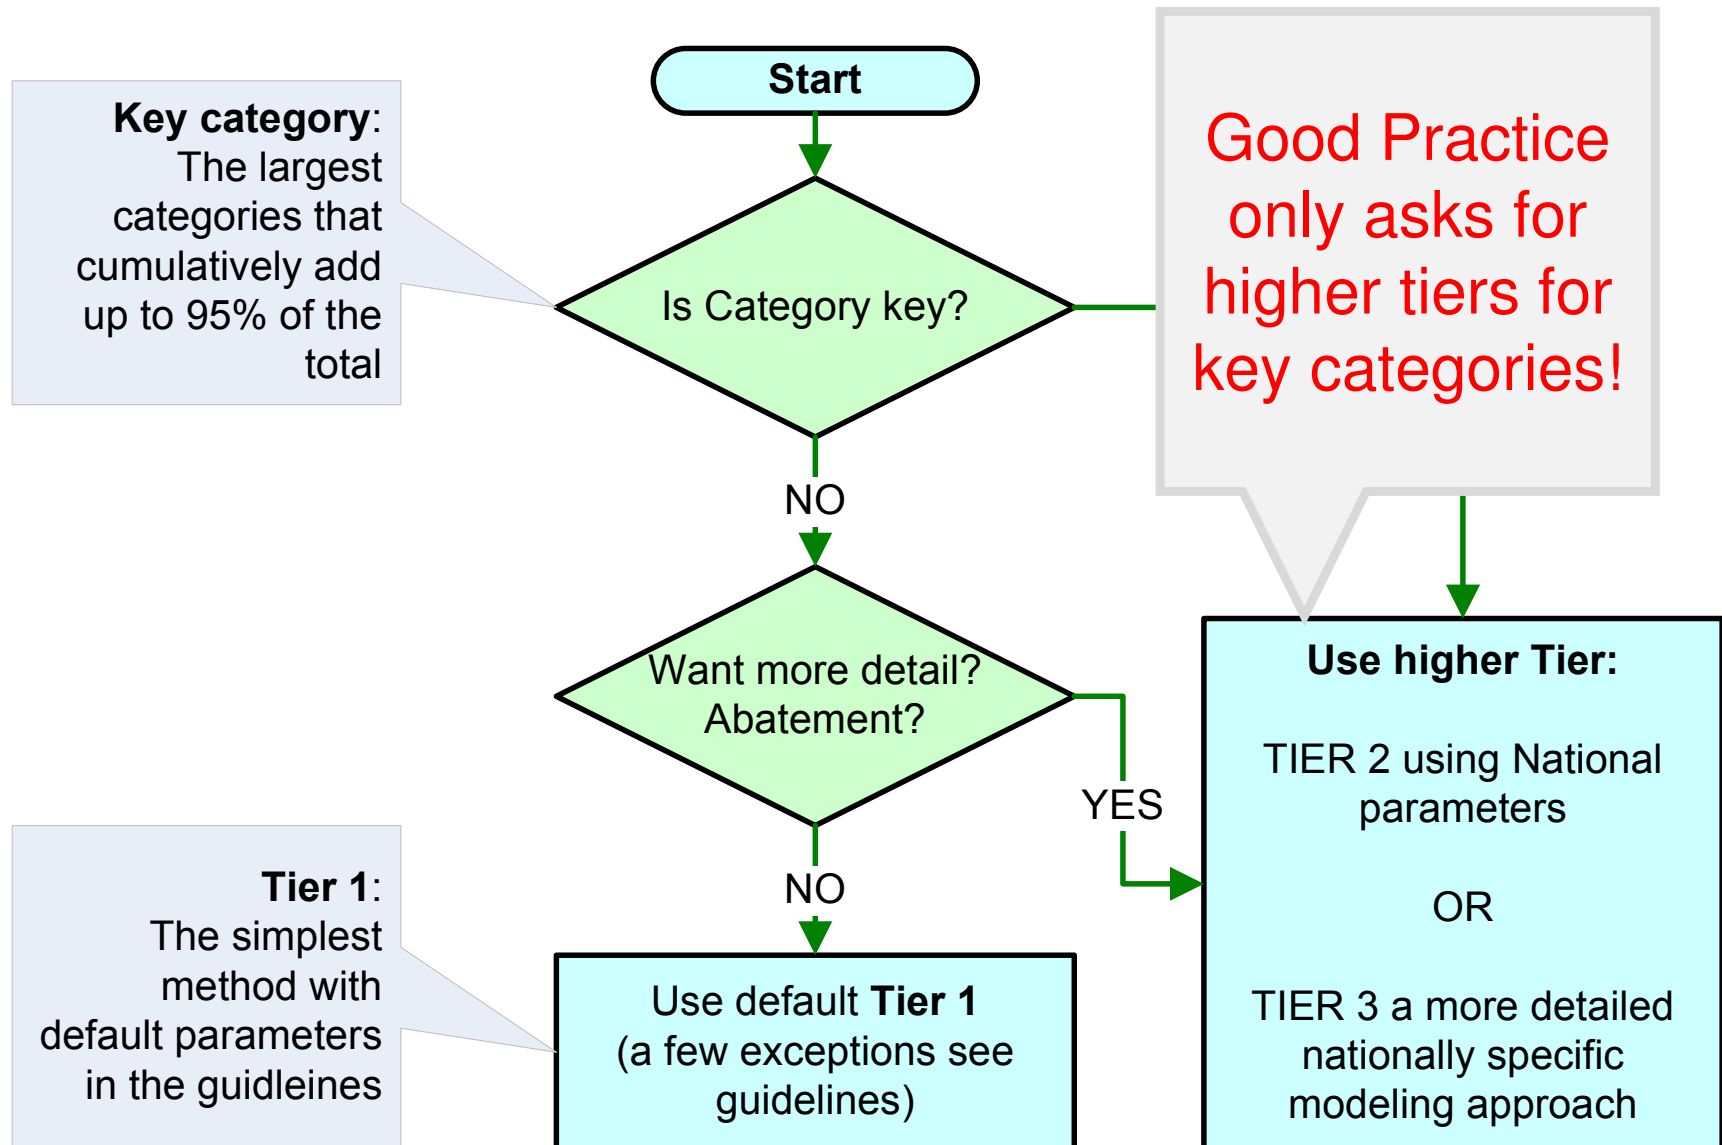 Start
Key category:
The largest
categories that
cumulatively add
up to 95% of the
total
Is Category key?
Good Practice
only asks for
higher tiers for
key categories!
NO
Want more detail?
Abatement?
YES
NO
Use higher Tier:
TIER 2 using National
parameters
OR
TIER 3 a more detailed
nationally specific
modeling approach
Tier 1:
The simplest
method with
default parameters
in the guidleines
Use default Tier 1
(a few exceptions see
guidelines)